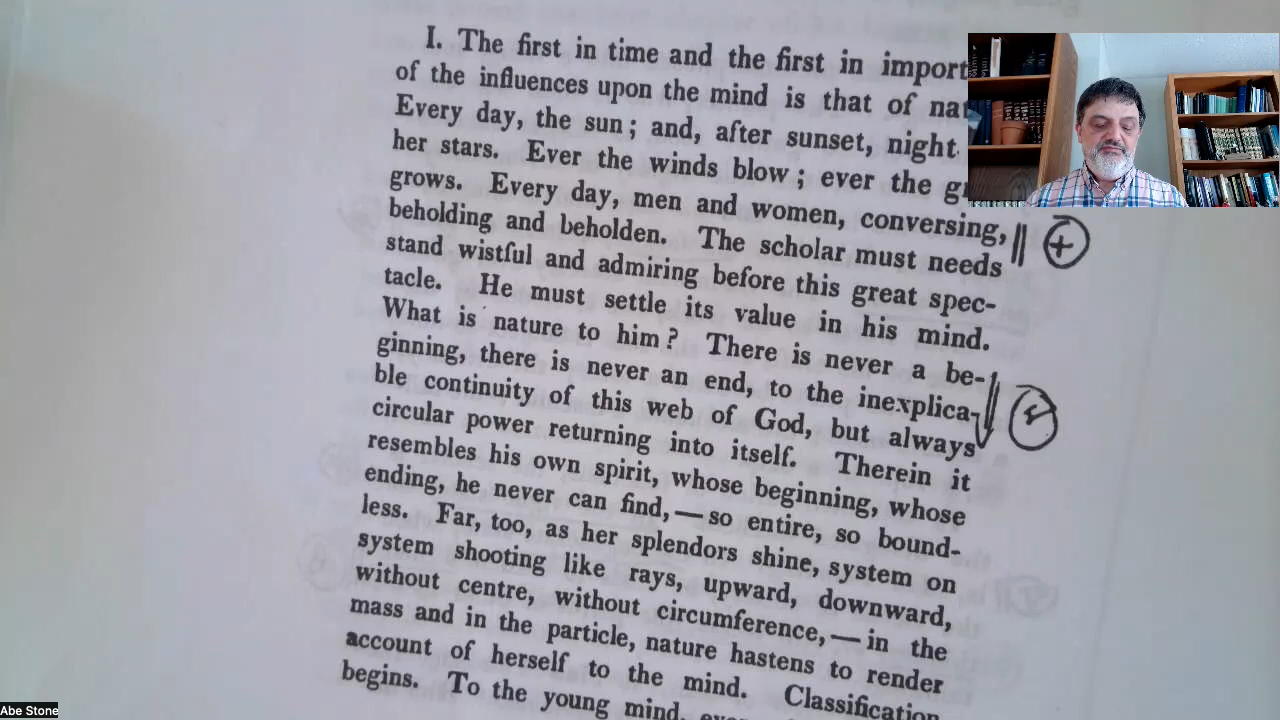 I. The first in time and the first in import
of the influences upon the mind is that of nat
Every day, the sun; and, after sunset, night
her stars. Ever the winds blow; ever the gr
grows. Every day, men and women, conversing,
beholding and beholden. The scholar must needs
stand wistful and admiring before this great spec-
tacle. He must settle its value in his mind.
What is nature to him? There is never a be-
ginning, there is never an end, to the inexplica-
ble continuity of this web of God, but always
circular power returning into itself. Therein it
resembles his own spirit, whose beginning, whose
ending, he never can find, — so entire, so bound-
less. Far, too, as her splendors shine, system on
system shooting like rays, upward, downward,
without centre, without circumference, — in the
mass and in the particle, nature hastens to render
account of herself to the mind. Classification
begins. To the young mind,
Abe Stone